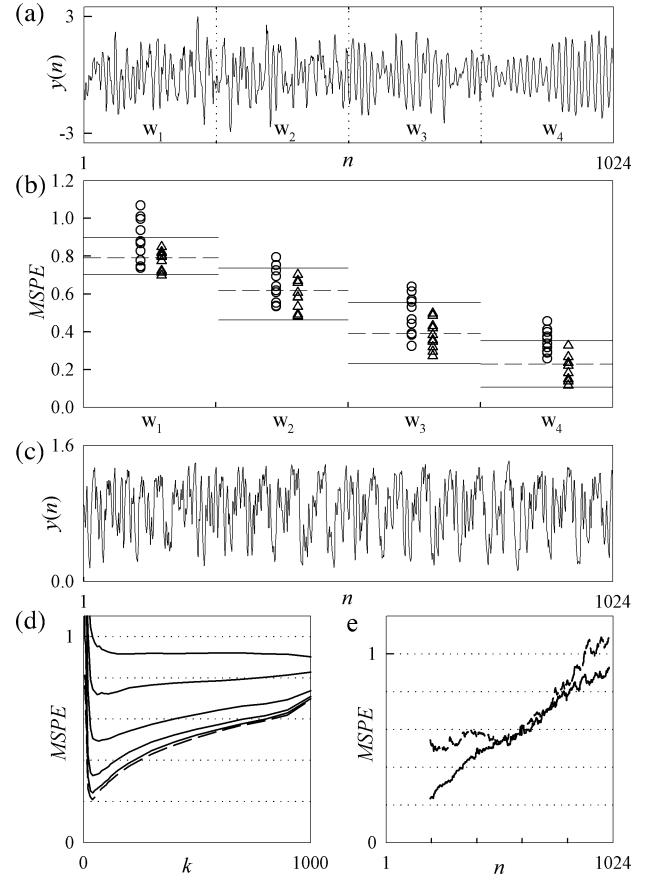 (a)
3
y(n)
-3
w1 w2 w3 w4
1 n 1024
(b)
1.2
1.0
0.8
MSPE
0.6
0.4
0.2
0.0
w1 w2 w3 w4
(c)
1.6
y(n)
0.0
1 n 1024
(d) e
1 1
MSPE MSPE
0 0
0 k 1000 1 n 1024